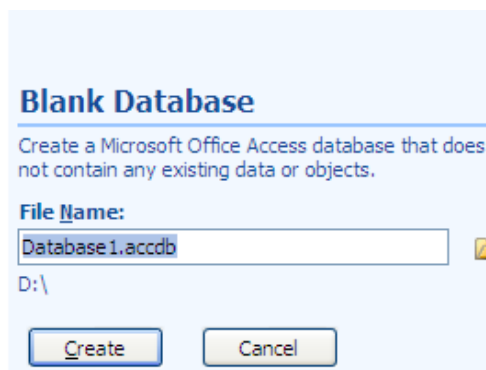 Blank Database
Create a Microsoft Office Access database that does
not contain any existing data or objects.
File Name:
Database1.accdb
D:\
Create Cancel